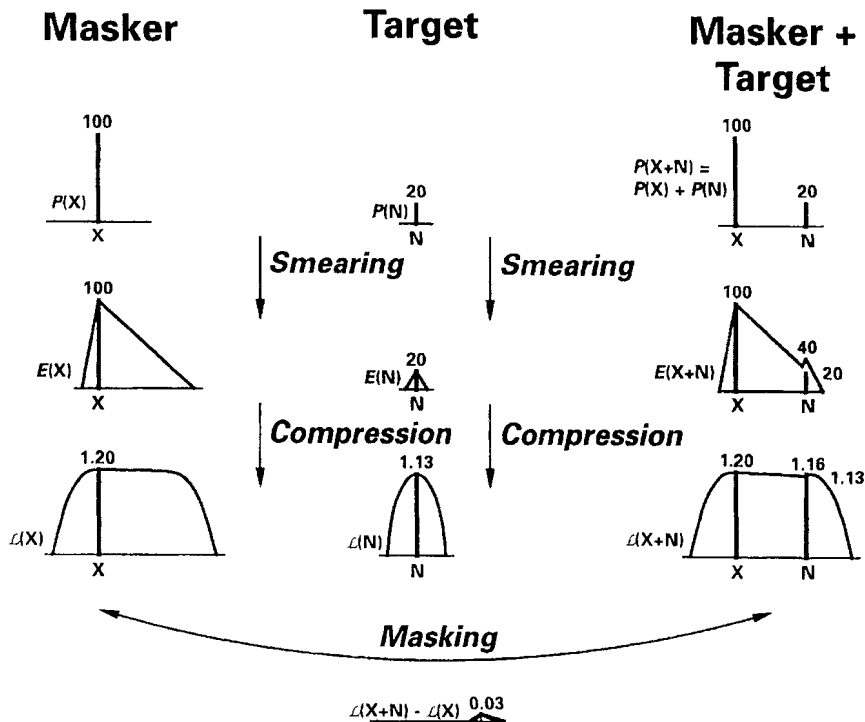 Masker
Target
Masker +
Target
100
P(X)
X
20
P(N)
N
100
P(X+N) =
P(X) + P(N)
20
X
N
Smearing
Smearing
100
E(X)
X
20
E(N)
N
100
40
20
E(X+N)
X
N
Compression
Compression
1.20
ℒ(X)
X
1.13
ℒ(N)
N
1.20
1.16
1.13
ℒ(X+N)
X
N
Masking
ℒ(X+N) - ℒ(X) 0.03